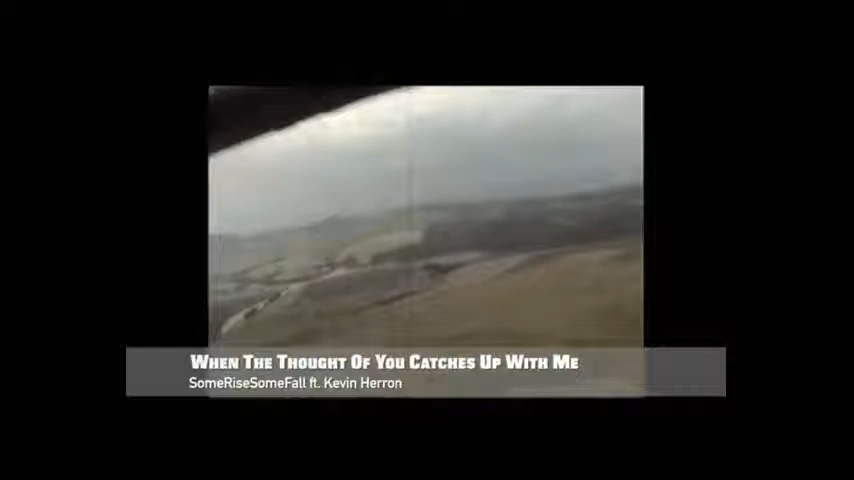 When The Thought Of You Catches Up With Me
SomeRiseSomeFall ft. Kevin Herron